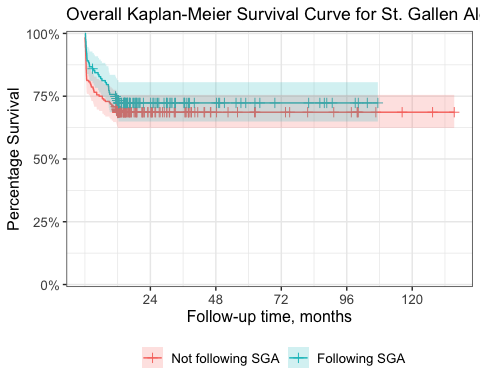 Overall Kaplan-Meier Survival Curve for St. Gallen
Percentage Survival
100%
75%
50%
25%
0%
24 48 72 96 120
Follow-up time, months
Not following SGA Following SGA